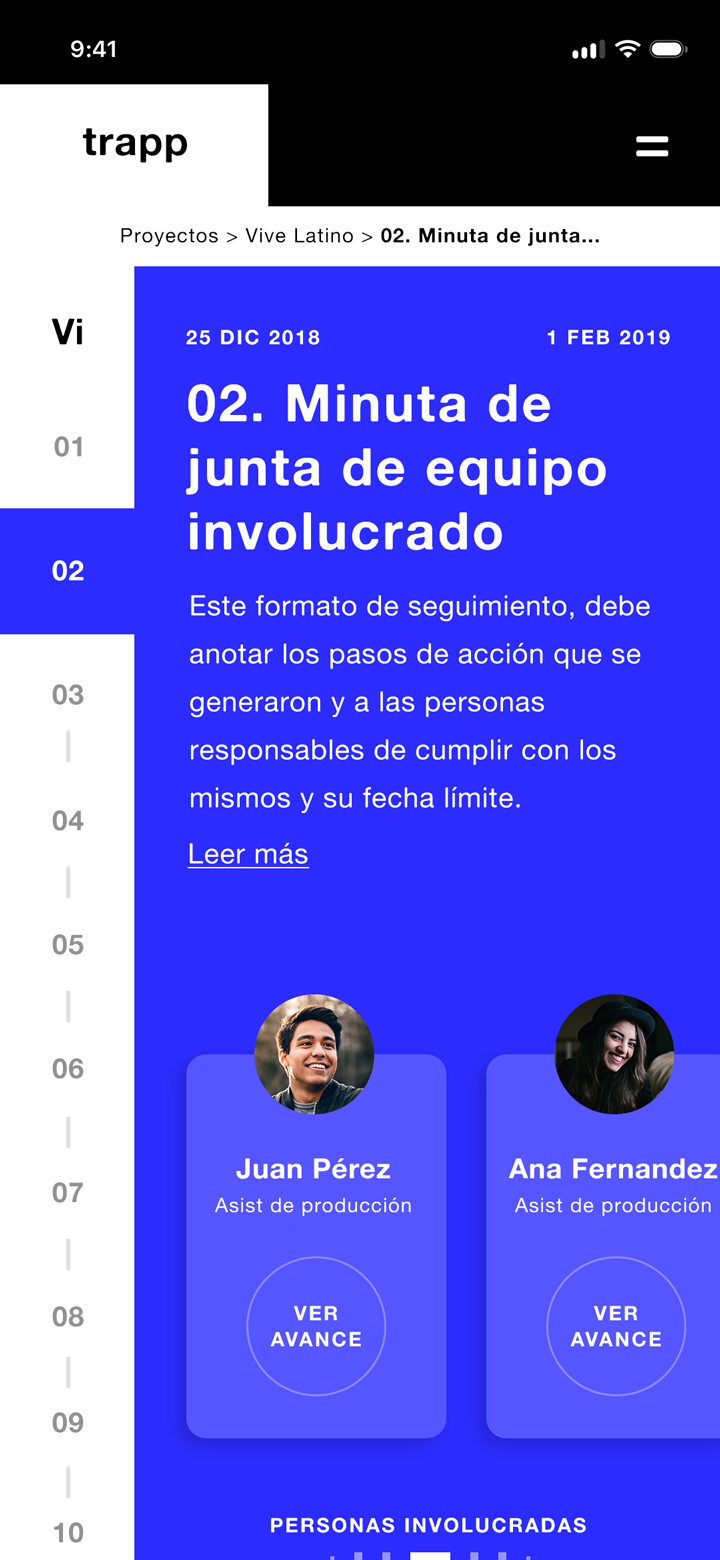 9:41
trapp
Proyectos > Vive Latino > 02. Minuta de junta...
Vi
01
02
03
04
05
06
07
08
09
10
25 DIC 2018
1 FEB 2019
02. Minuta de
junta de equipo
involucrado
Este formato de seguimiento, debe
anotar los pasos de acción que se
generaron y a las personas
responsables de cumplir con los
mismos y su fecha límite.
Leer más
Juan Pérez
Asist de producción
VER
AVANCE
Ana Fernandez
Asist de producción
VER
AVANCE
PERSONAS INVOLUCRADAS